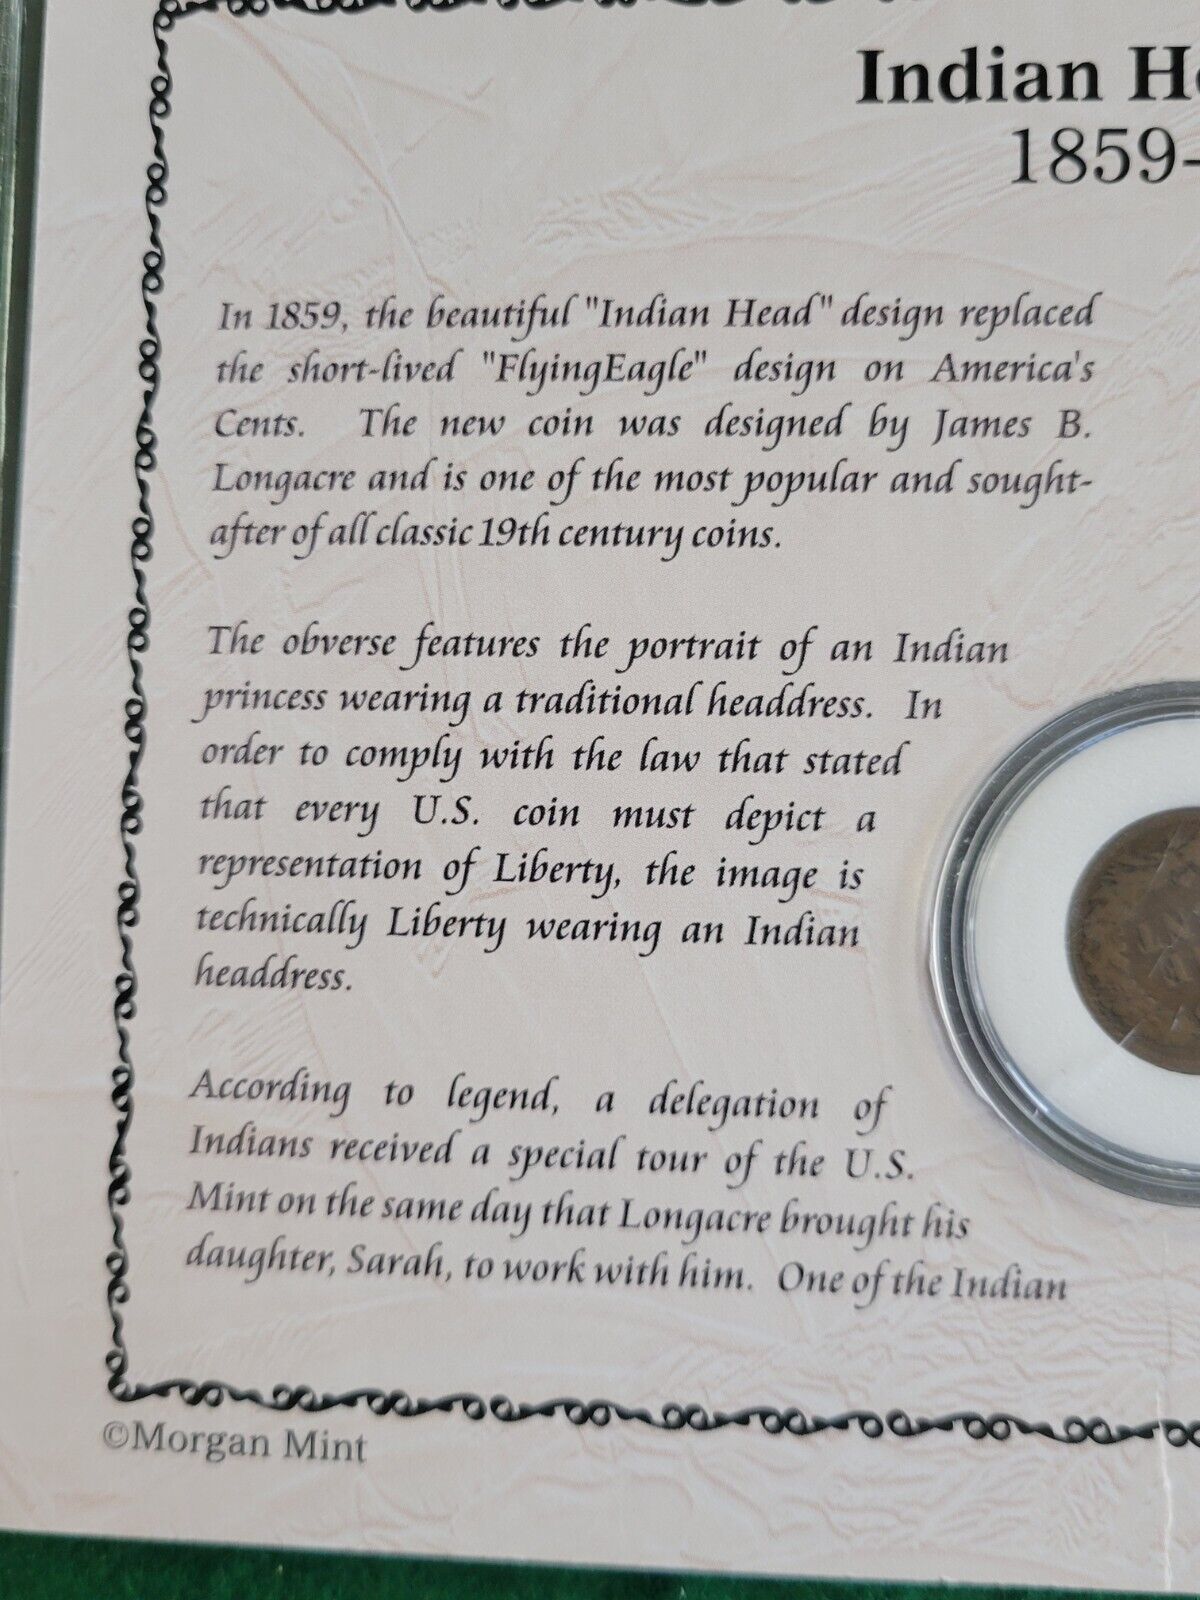 Indian He
1859-
In 1859, the beautiful "Indian Head" design replaced
the short-lived "FlyingEagle" design on America's
Cents. The new coin was designed by James B.
Longacre and is one of the most popular and sought-
after of all classic 19th century coins.
The obverse features the portrait of an Indian
princess wearing a traditional headdress. In
order to comply with the law that stated
that every U.S. coin must depict a
representation of Liberty, the image is
technically Liberty wearing an Indian
headdress.
According to legend, a delegation of
Indians received a special tour of the U.S.
Mint on the same day that Longacre brought his
daughter, Sarah, to work with him. One of the Indian
©Morgan Mint